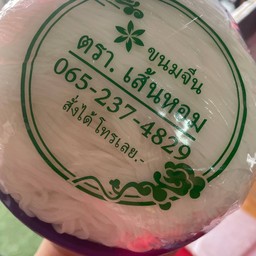 ขนมจีน
ตรา. เส้นหอม
065-237-4829
สั่งได้ โทรเลย.-